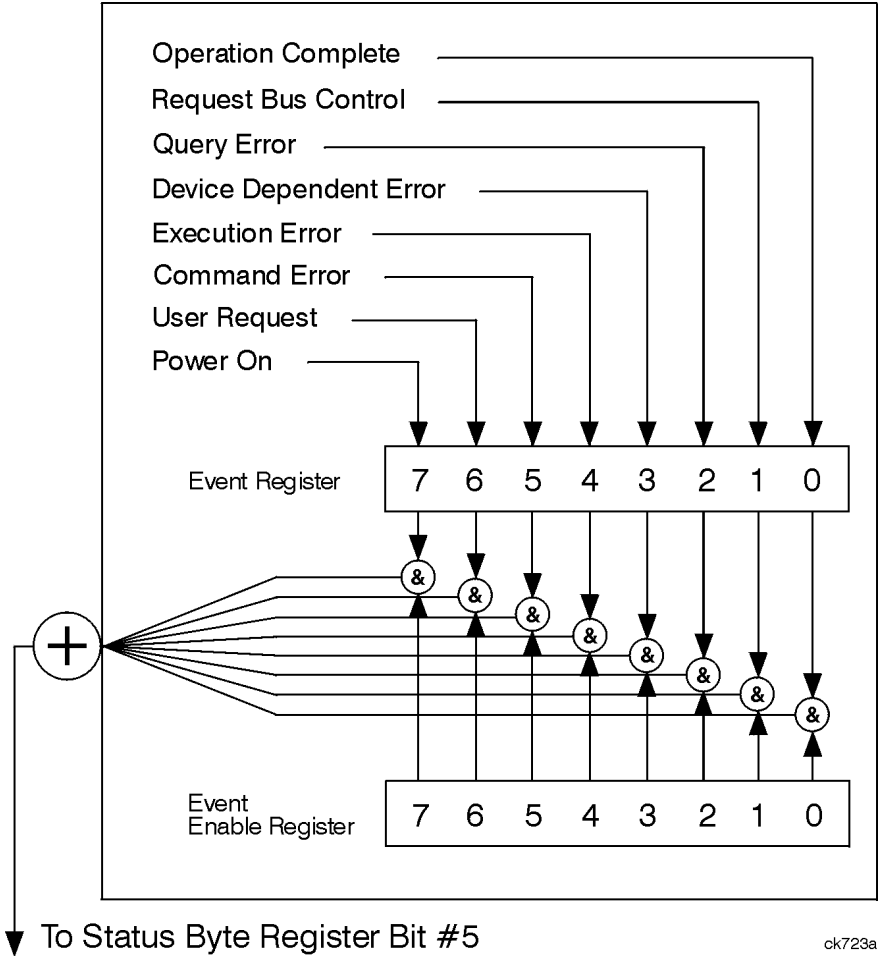 Operation Complete
Request Bus Control
Query Error
Device Dependent Error
Execution Error
Command Error
User Request
Power On
Event Register 7 6 5 4 3 2 1 0
&
&
&
&
&
&
&
&
+
Event
Enable Register 7 6 5 4 3 2 1 0
To Status Byte Register Bit #5
ck723a